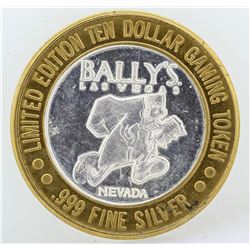 LIMITED EDITION TEN DOLLAR GAMING TOKEN
BALLY'S
LAS VEGAS
NEVADA
.999 FINE SILVER